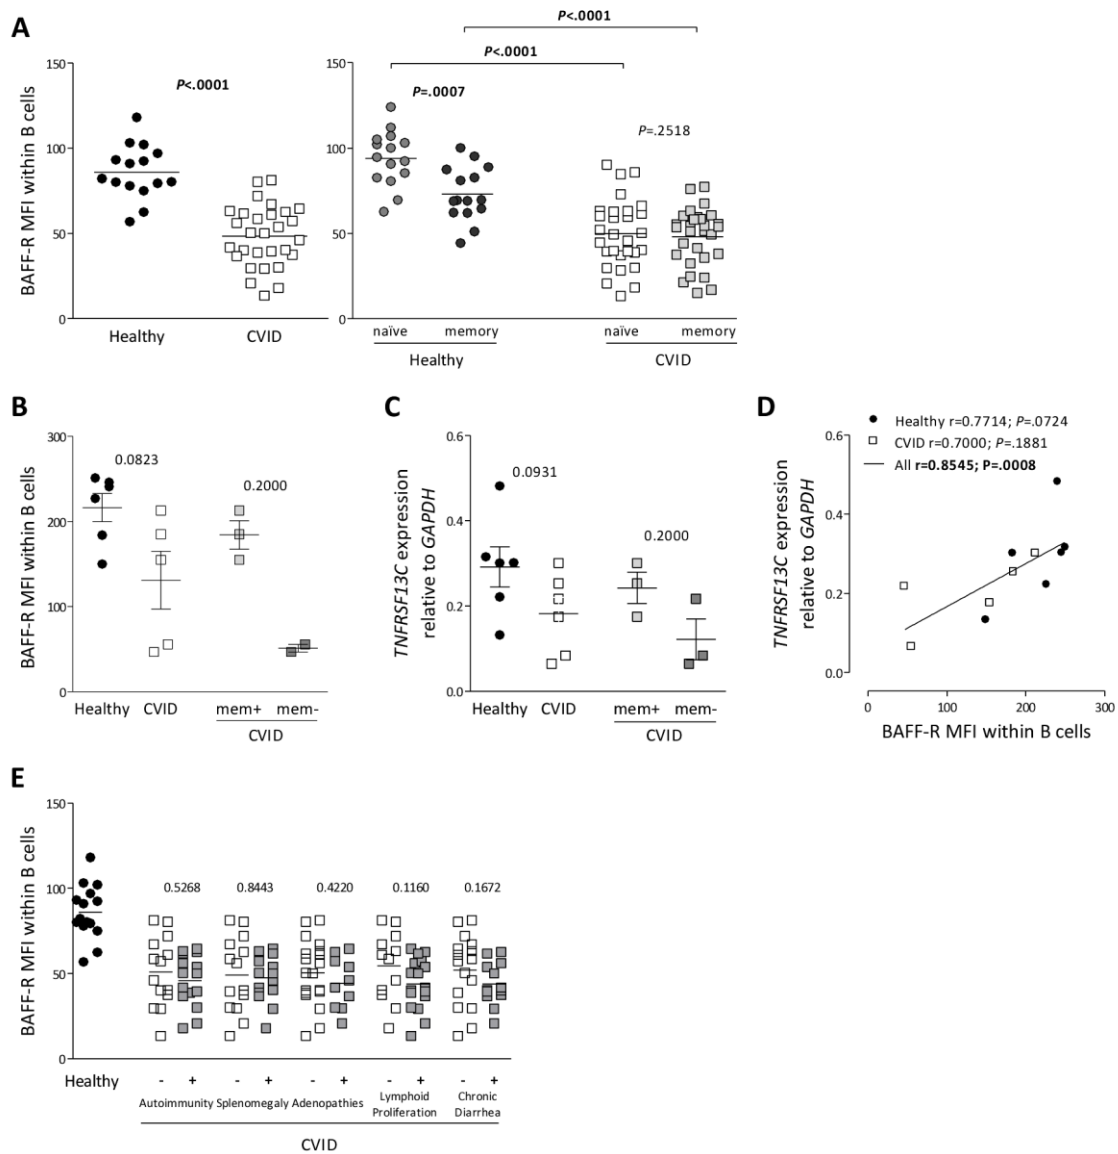 A
P<.0001
P<.0001
P<.0001
P=.0007
P=.2518
BAFF-R MFI within B cells
150
100
50
0
Healthy
CVID
150
100
50
0
naïve
memory
naïve
memory
Healthy
CVID
B
0.0823
0.2000
BAFF-R MFI within B cells
300
200
100
0
Healthy
CVID
mem+
mem-
CVID
C
0.0931
0.2000
TNFRSF13C expression
relative to GAPDH
0.6
0.4
0.2
0.0
Healthy
CVID
mem+
mem-
CVID
D
Healthy r=0.7714; P=.0724
CVID r=0.7000; P=.1881
All r=0.8545; P=.0008
TNFRSF13C expression
relative to GAPDH
0.6
0.4
0.2
0.0
0
100
200
300
BAFF-R MFI within B cells
E
BAFF-R MFI within B cells
150
100
50
0
0.5268
0.8443
0.4220
0.1160
0.1672
Healthy
- + - + - + - + - +
Autoimmunity
Splenomegaly
Adenopathies
Lymphoid
Proliferation
Chronic
Diarrhea
CVID